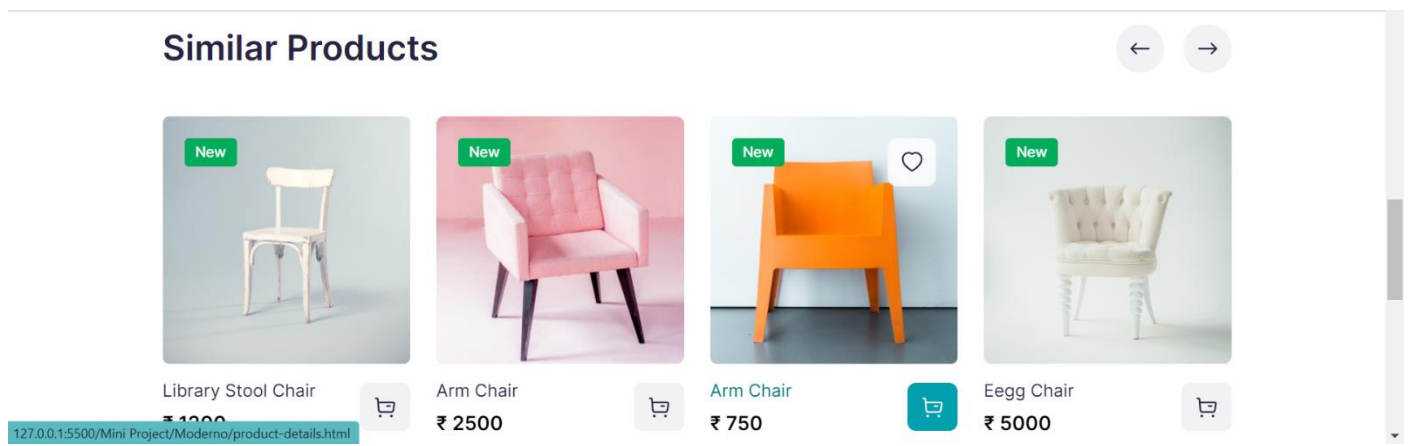 Similar Products
New
New
New
New
Library Stool Chair
Arm Chair
Arm Chair
Eegg Chair
₹ 1200
₹ 2500
₹ 750
₹ 5000
127.0.0.1:5500/Mini Project/Moderno/product-details.html